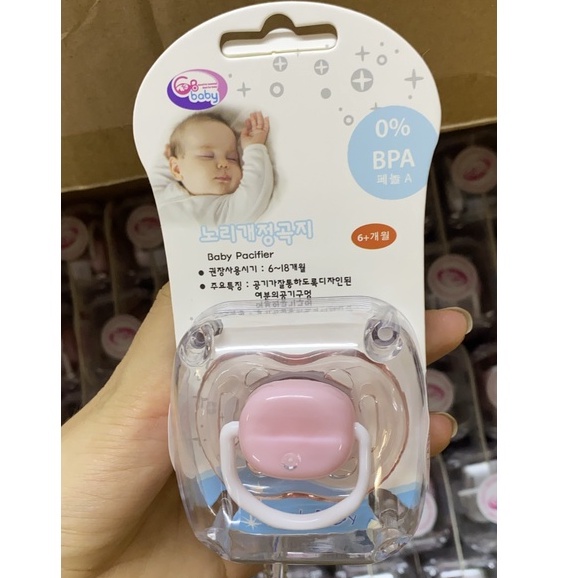 baby
0%
BPA
페놀 A
노리개정곡지
6+개월
Baby Pacifier
• 권장사용시기 : 6~18개월
• 주요특징 : 공기가잘통하도록디자인된
여분의공기구멍